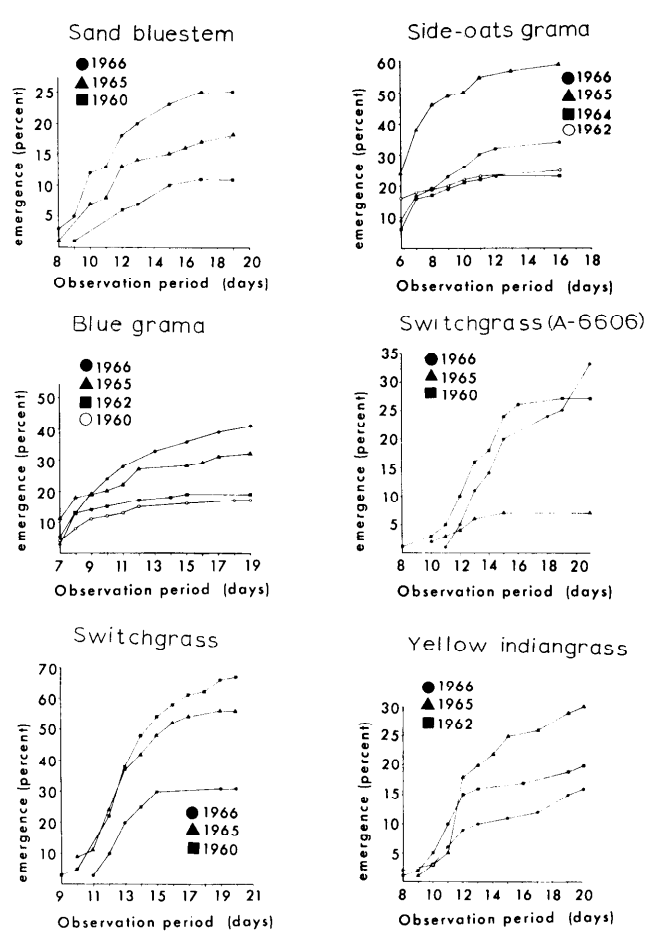 Sand bluestem
●1966
▲1965
■1960
25
20
15
10
5
8 10 12 14 16 18 20
emergence (percent)
Observation period (days)
Side-oats grama
●1966
▲1965
■1964
○1962
60
50
40
30
20
10
6 8 10 12 14 16 18
emergence (percent)
Observation period (days)
Blue grama
●1966
▲1965
■1962
○1960
50
40
30
20
10
7 9 11 13 15 17 19
emergence (percent)
Observation period (days)
Switchgrass (A-6606)
●1966
▲1965
■1960
35
30
25
20
15
10
5
8 10 12 14 16 18 20
emergence (percent)
Observation period (days)
Switchgrass
70
60
50
40
30
20
10
●1966
▲1965
■1960
9 11 13 15 17 19 21
emergence (percent)
Observation period (days)
Yellow indiangrass
●1966
▲1965
■1962
30
25
20
15
10
5
8 10 12 14 16 18 20
emergence (percent)
Observation period (days)